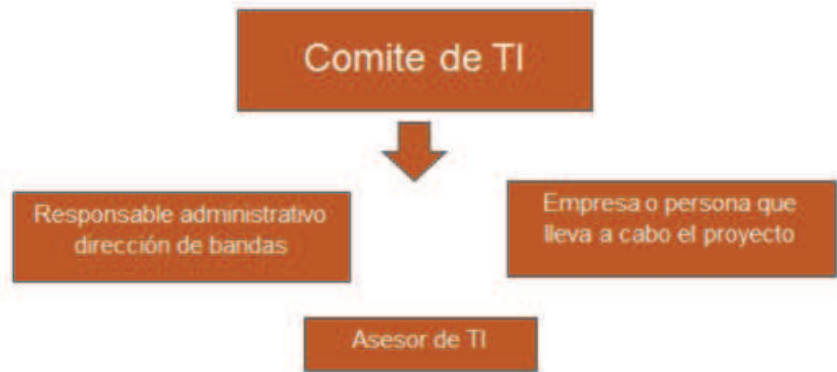 Comite de TI
Responsable administrativo
dirección de bandas
Empresa o persona que
lleva a cabo el proyecto
Asesor de TI